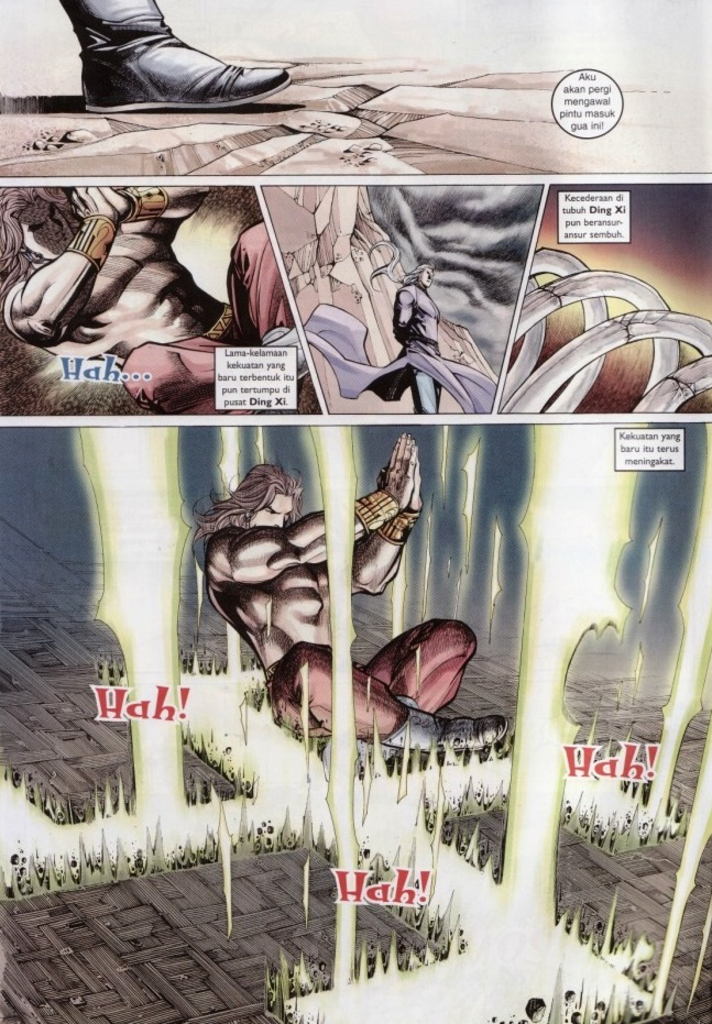 Aku
akan pergi
mengawal
pintu masuk
gua ini!
Hah...
Lama-kelamaan
kekuatan yang
baru terbentuk itu
pun tertumpu di
pusat Ding Xi.
Kecederaan di
tubuh Ding Xi
pun beransur-
ansur sembuh.
Kekuatan yang
baru itu terus
meningakat.
Hah!
Hah!
Hah!